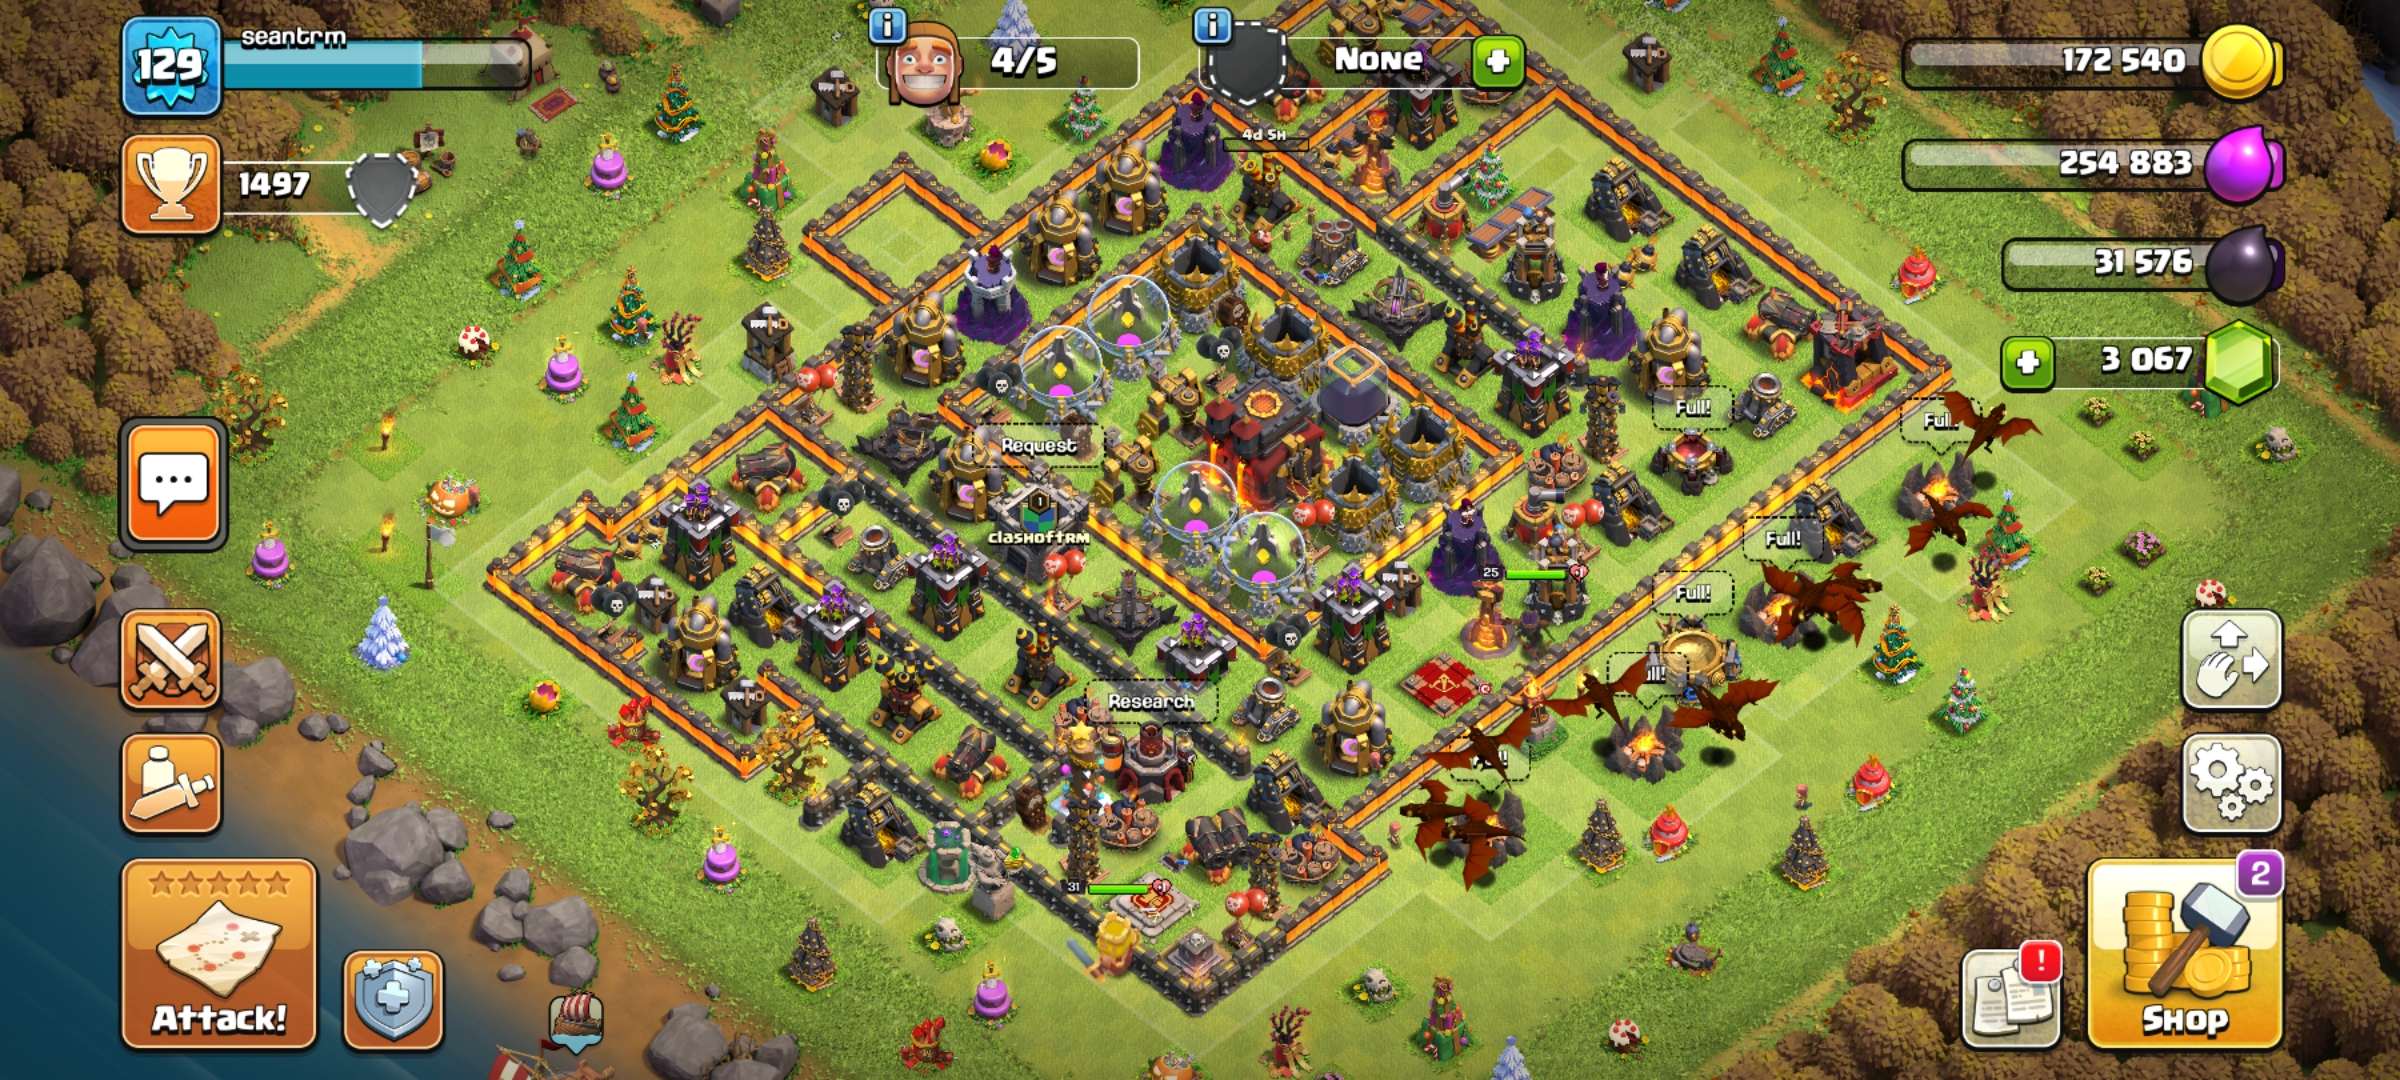 129
seantrm
4/5
None
172 540
1497
4d 5H
254 883
31 576
3 067
Full!
Request
1
clashoftrm
Full!
25
Full!
Research
31
2
Attack!
!
Shop